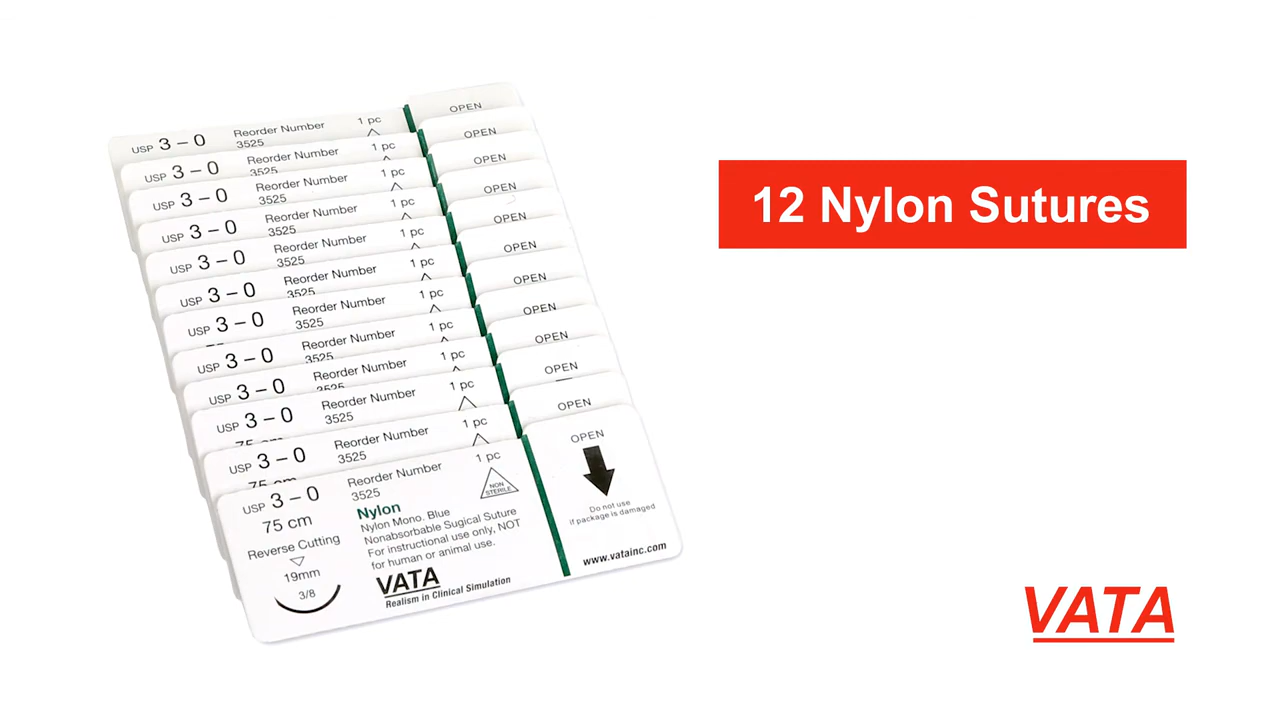 USP 3 – 0 Reorder Number 1 pc OPEN
3525
USP 3 – 0 Reorder Number 1 pc OPEN
3525
USP 3 – 0 Reorder Number 1 pc OPEN
3525
USP 3 – 0 Reorder Number 1 pc OPEN
3525
USP 3 – 0 Reorder Number 1 pc OPEN
3525
USP 3 – 0 Reorder Number 1 pc OPEN
3525
USP 3 – 0 Reorder Number 1 pc OPEN
3525
USP 3 – 0 Reorder Number 1 pc OPEN
3525
USP 3 – 0 Reorder Number 1 pc OPEN
3525
USP 3 – 0 Reorder Number 1 pc OPEN
3525
75 cm
USP 3 – 0 Reorder Number 1 pc OPEN
3525
75 cm
USP 3 – 0 Reorder Number 1 pc OPEN
3525
75 cm
Reverse Cutting
19mm
3/8
Nylon
Nylon Mono. Blue
Nonabsorbable Sugical Suture
For instructional use only, NOT
for human or animal use.
NON
STERILE
VATA
Realism in Clinical Simulation
Do not use
if package is damaged
www.vatainc.com
12 Nylon Sutures
VATA